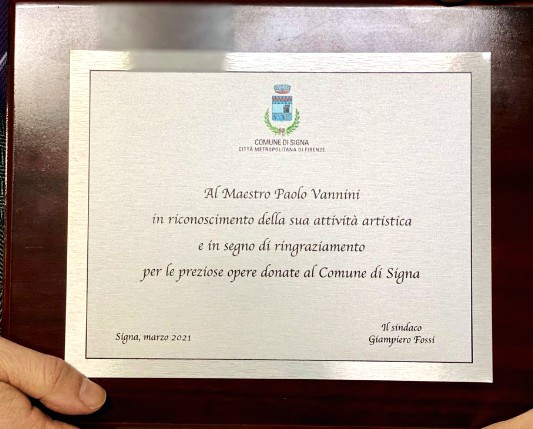 COMUNE DI SIGNA
CITTÀ METROPOLITANA DI FIRENZE
Al Maestro Paolo Vannini
in riconoscimento della sua attività artistica
e in segno di ringraziamento
per le preziose opere donate al Comune di Signa
Signa, marzo 2021
Il sindaco
Giampiero Fossi